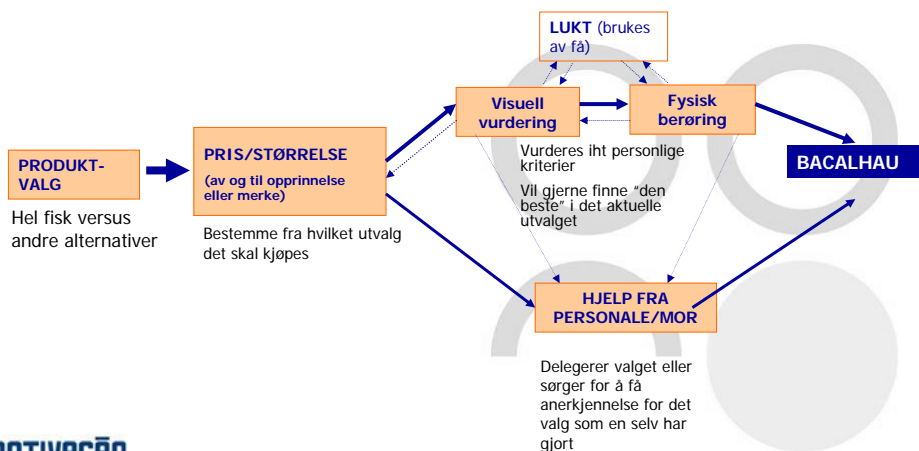 LUKT (brukes
av få)
Visuell
vurdering
Fysisk
berøring
PRODUKT-
VALG
PRIS/STØRRELSE
(av og til opprinnelse
eller merke)
Vurderes iht personlige
kriterier
Vil gjerne finne "den
beste" i det aktuelle
utvalget
BACALHAU
Hel fisk versus
andre alternativer
Bestemme fra hvilket utvalg
det skal kjøpes
HJELP FRA
PERSONALE/MOR
Delegerer valget eller
sørger for å få
anerkjennelse for det
valg som en selv har
gjort